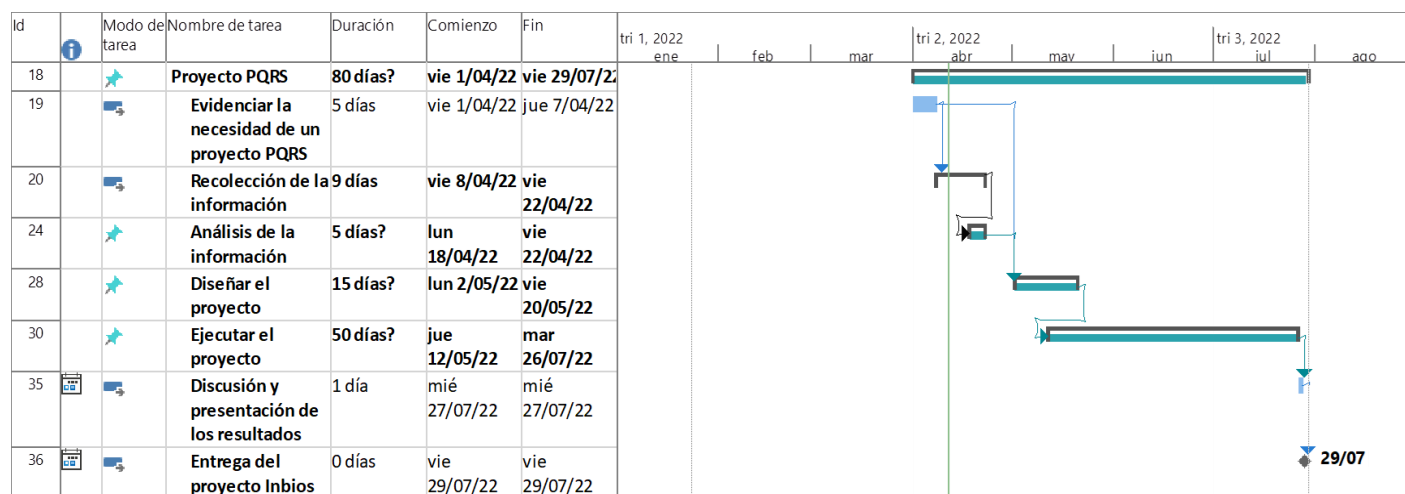 Id Modo de tarea Nombre de tarea Duración Comienzo Fin
tri 1, 2022 tri 2, 2022 tri 3, 2022
ene feb mar abr may jun jul ago
18 Proyecto PQRS 80 días? vie 1/04/22 vie 29/07/22
19 Evidenciar la 5 días vie 1/04/22 jue 7/04/22
necesidad de un
proyecto PQRS
20 Recolección de la 9 días vie 8/04/22 vie
información 22/04/22
24 Análisis de la 5 días? lun vie
información 18/04/22 22/04/22
28 Diseñar el 15 días? lun 2/05/22 vie
proyecto 20/05/22
30 Ejecutar el 50 días? jue mar
proyecto 12/05/22 26/07/22
35 Discusión y 1 día mié mié
presentación de 27/07/22 27/07/22
los resultados
36 Entrega del 0 días vie vie 29/07
proyecto Inbios 29/07/22 29/07/22